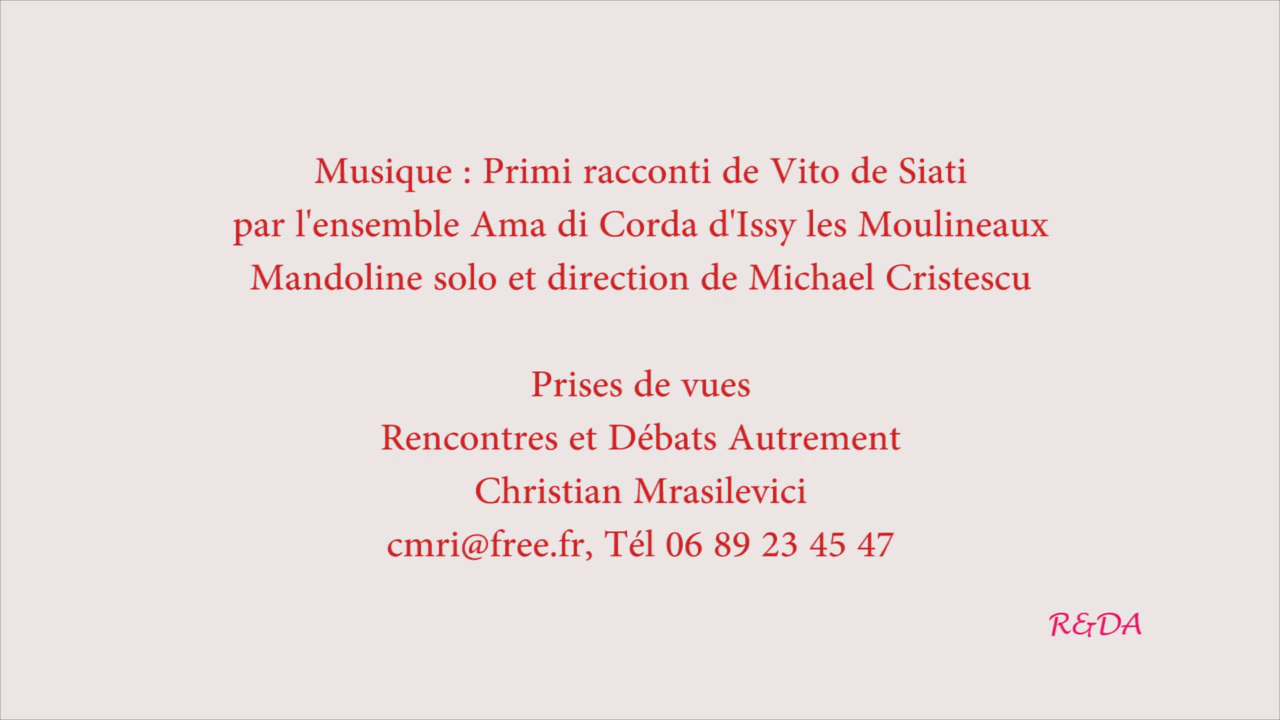 Musique : Primi racconti de Vito de Siati
par l'ensemble Ama di Corda d'Issy les Moulineaux
Mandoline solo et direction de Michael Cristescu
Prises de vues
Rencontres et Débats Autrement
Christian Mrasilevici
cmri@free.fr, Tél 06 89 23 45 47
R&DA